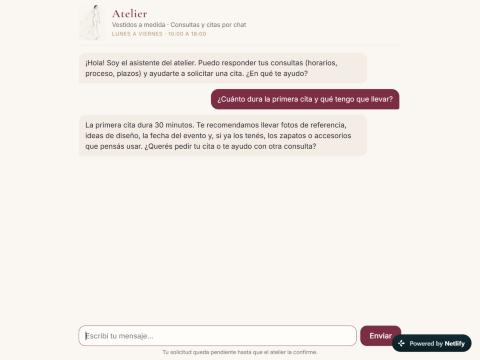 Atelier
Vestidos a medida · Consultas y citas por chat
LUNES A VIERNES · 10:00 A 18:00
¡Hola! Soy el asistente del atelier. Puedo responder tus consultas (horarios,
proceso, plazos) y ayudarte a solicitar una cita. ¿En qué te ayudo?
¿Cuánto dura la primera cita y qué tengo que llevar?
La primera cita dura 30 minutos. Te recomendamos llevar fotos de referencia,
ideas de diseño, la fecha del evento y, si ya los tenés, los zapatos o accesorios
que pensás usar. ¿Querés pedir tu cita o te ayudo con otra consulta?
Escribí tu mensaje...
Enviar
Powered by Netlify
Tu solicitud queda pendiente hasta que el atelier la confirme.